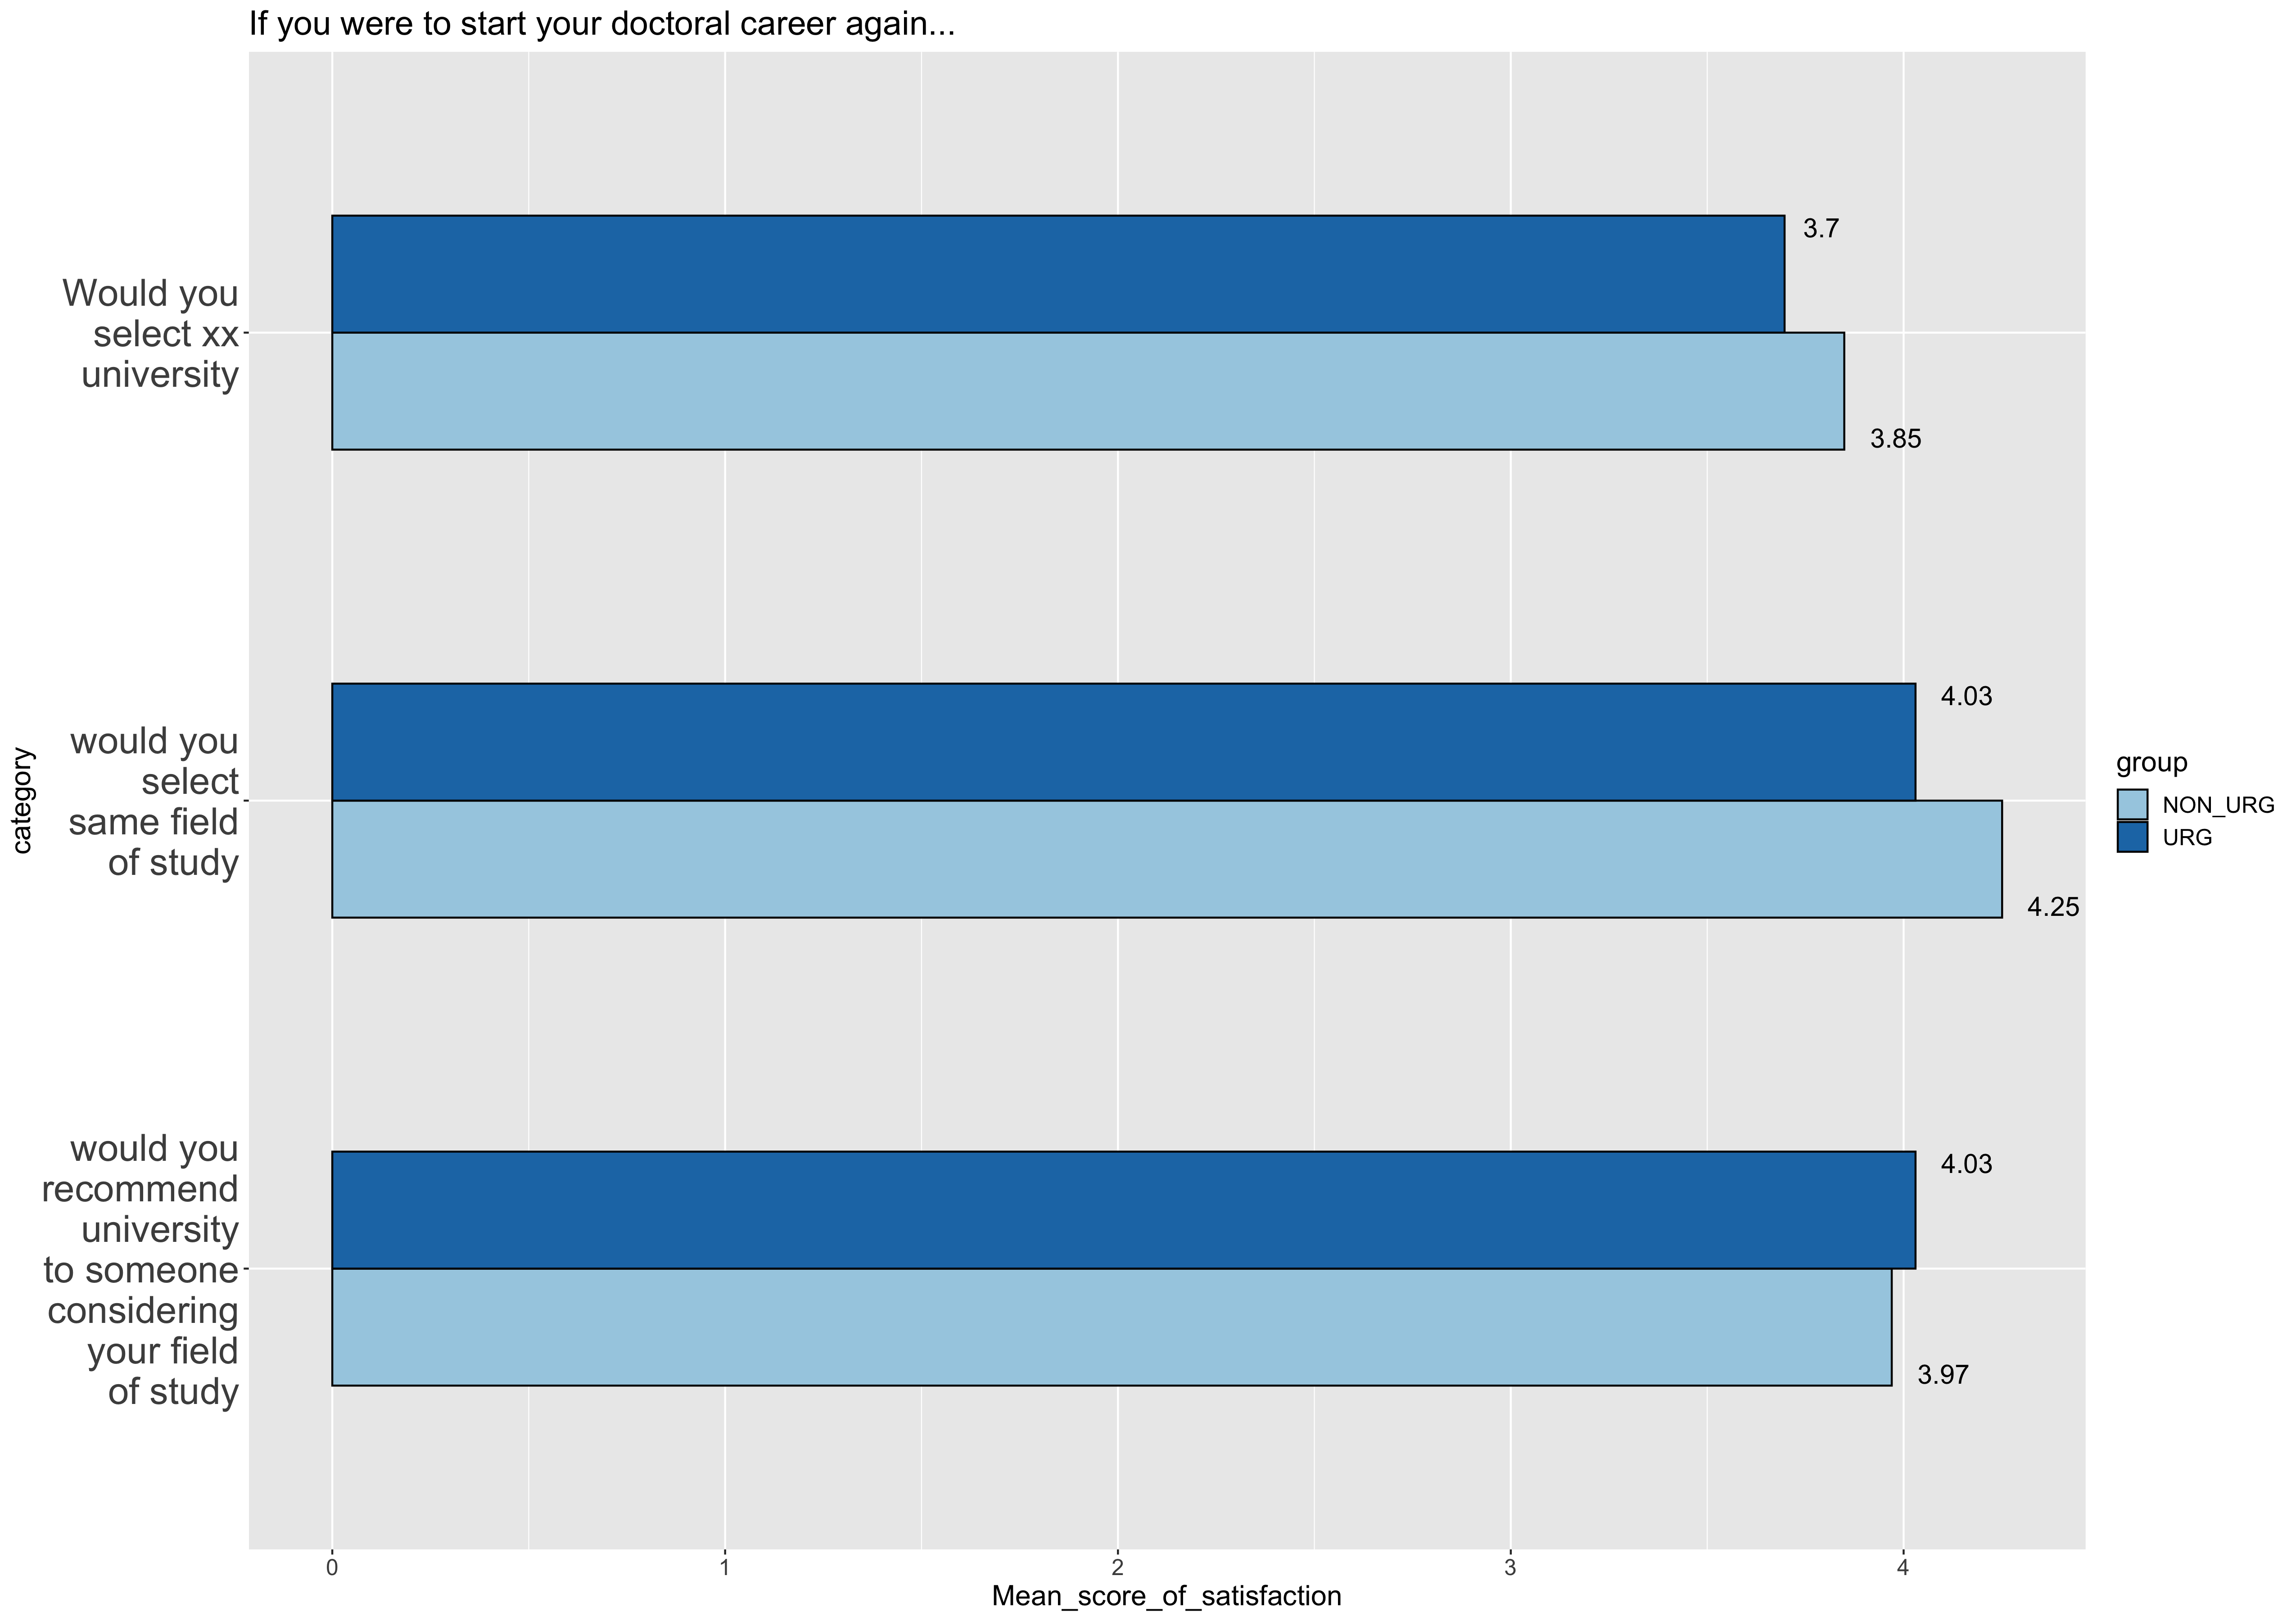 If you were to start your doctoral career again...
Would you
select xx
university
3.7
3.85
would you
select
same field
of study
4.03
4.25
would you
recommend
university
to someone
considering
your field
of study
4.03
3.97
category
0 1 2 3 4
Mean_score_of_satisfaction
group
NON_URG
URG